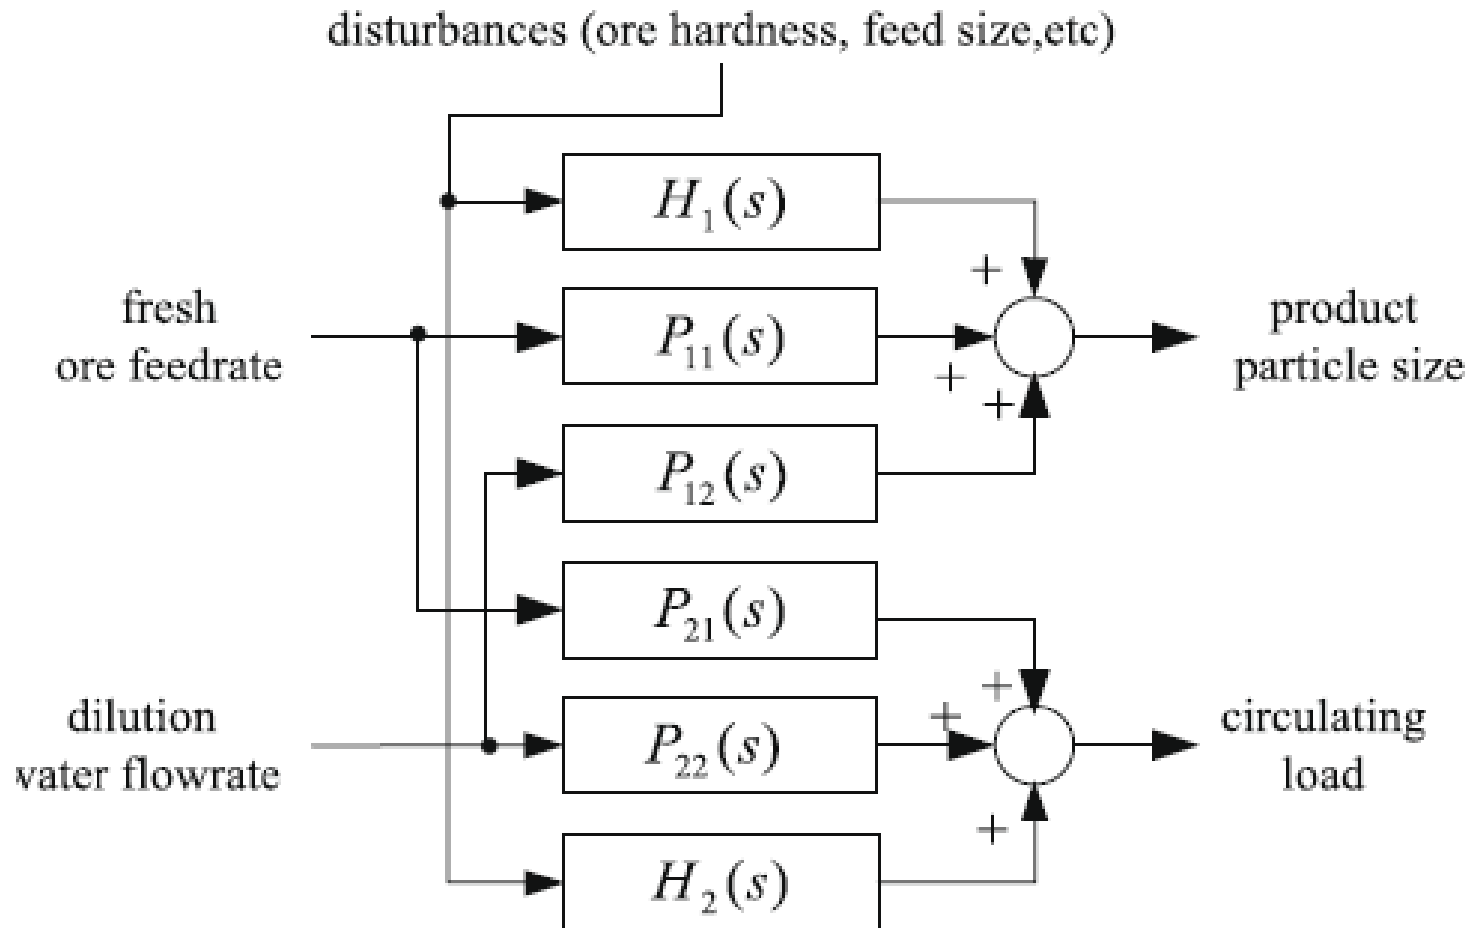 disturbances (ore hardness, feed size,etc)
H₁(s)
+
fresh
ore feedrate
P₁₁(s)
+
product
particle size
+
P₁₂(s)
P₂₁(s)
+
dilution
water flowrate
+
P₂₂(s)
circulating
load
+
H₂(s)